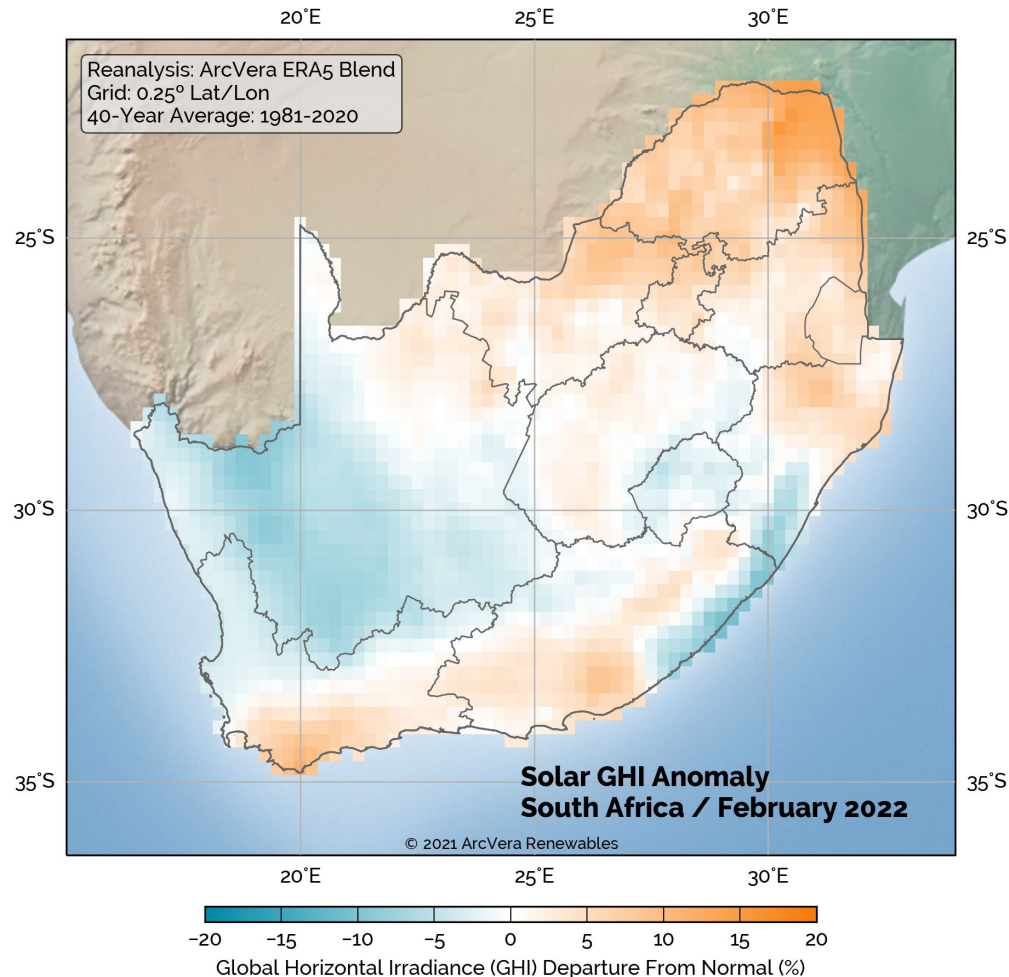 20°E 25°E 30°E
Reanalysis: ArcVera ERA5 Blend
Grid: 0.25º Lat/Lon
40-Year Average: 1981-2020
25°S 25°S
30°S 30°S
35°S 35°S
Solar GHI Anomaly
South Africa / February 2022
© 2021 ArcVera Renewables
20°E 25°E 30°E
−20 −15 −10 −5 0 5 10 15 20
Global Horizontal Irradiance (GHI) Departure From Normal (%)